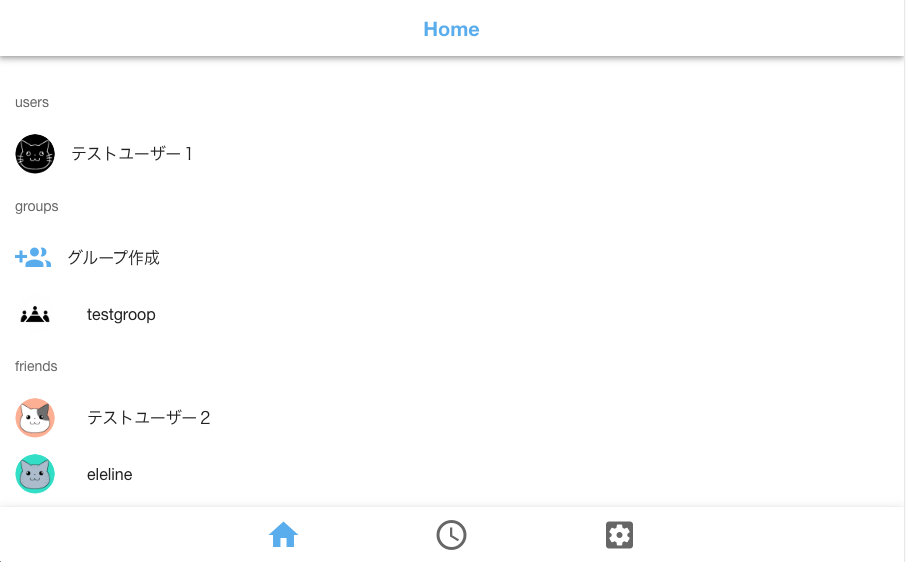 Home
users
テストユーザー１
groups
グループ作成
testgroop
friends
テストユーザー２
eleline